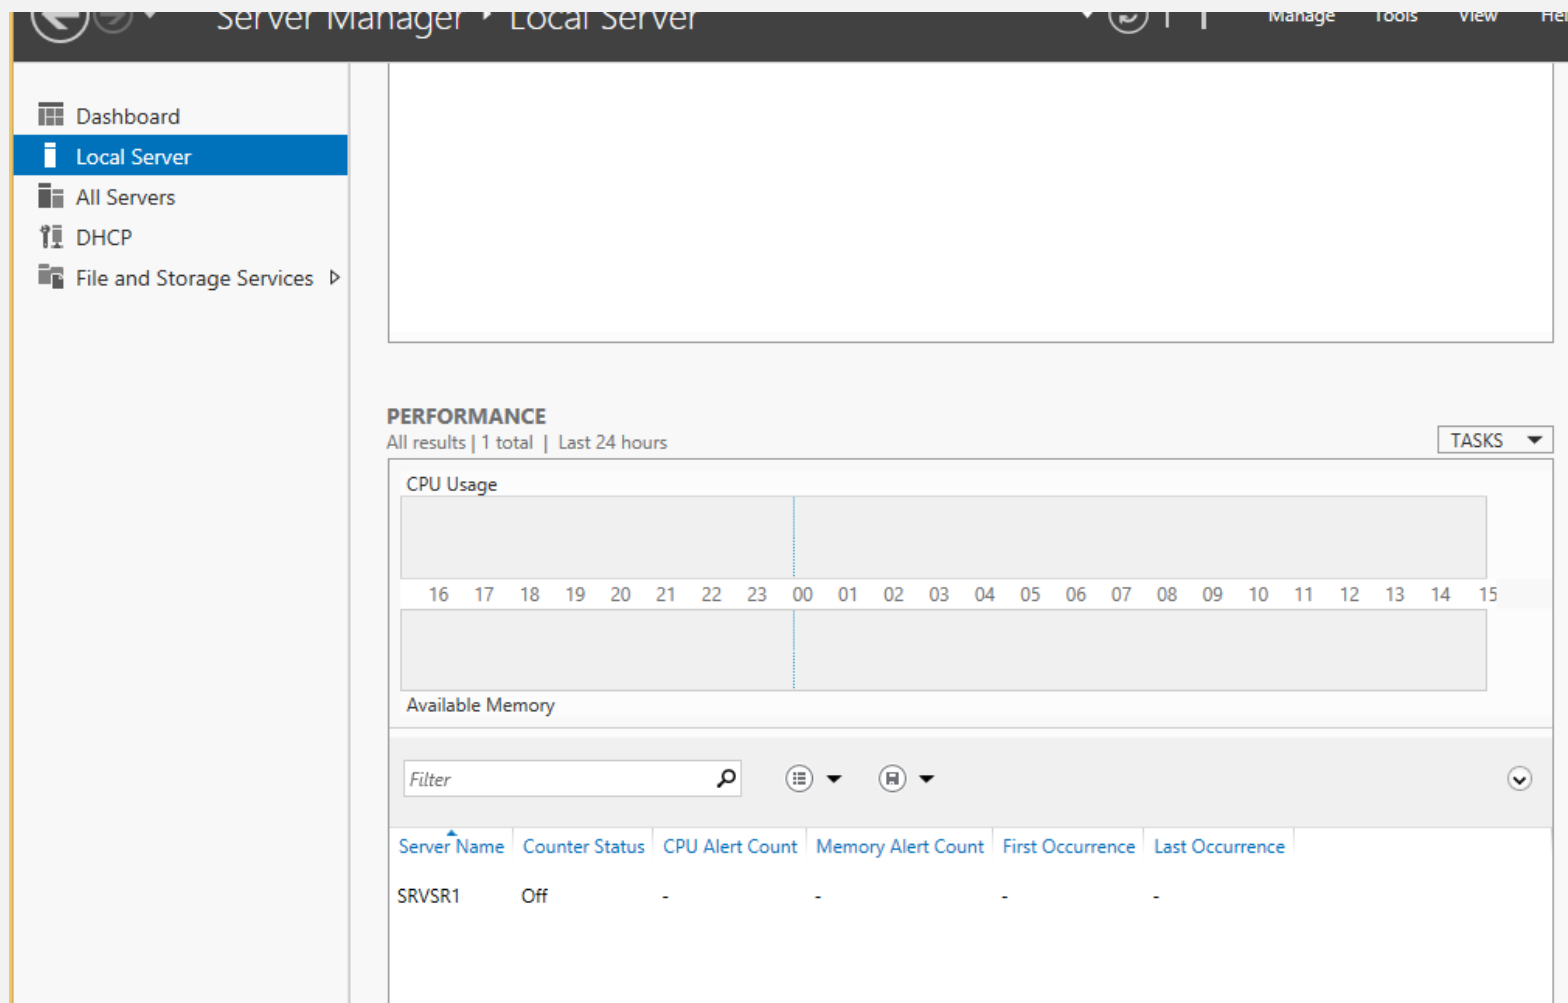 Server Manager • Local Server
Manage Tools View Hel
Dashboard
Local Server
All Servers
DHCP
File and Storage Services
PERFORMANCE
All results | 1 total | Last 24 hours
TASKS
CPU Usage
16 17 18 19 20 21 22 23 00 01 02 03 04 05 06 07 08 09 10 11 12 13 14 15
Available Memory
Filter
Server Name Counter Status CPU Alert Count Memory Alert Count First Occurrence Last Occurrence
SRVSR1 Off - - - -